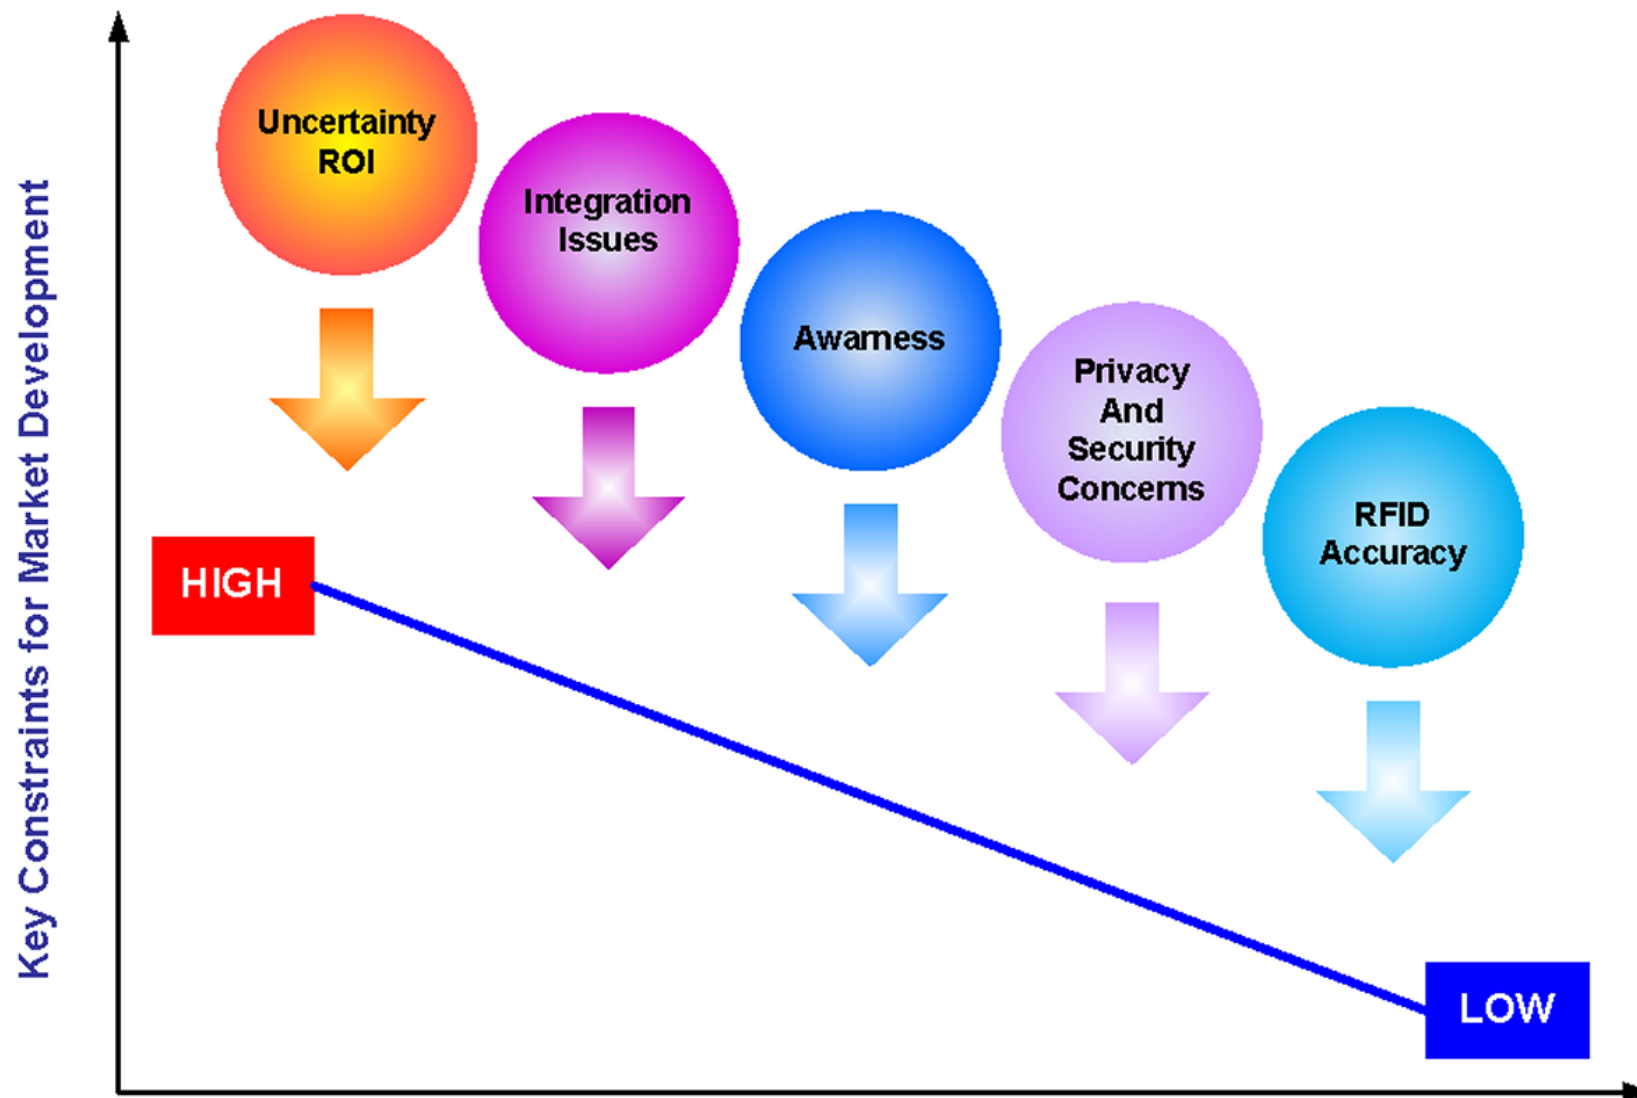 Key Constraints for Market Development
Uncertainty
ROI
Integration
Issues
Awarness
Privacy
And
Security
Concerns
RFID
Accuracy
HIGH
LOW